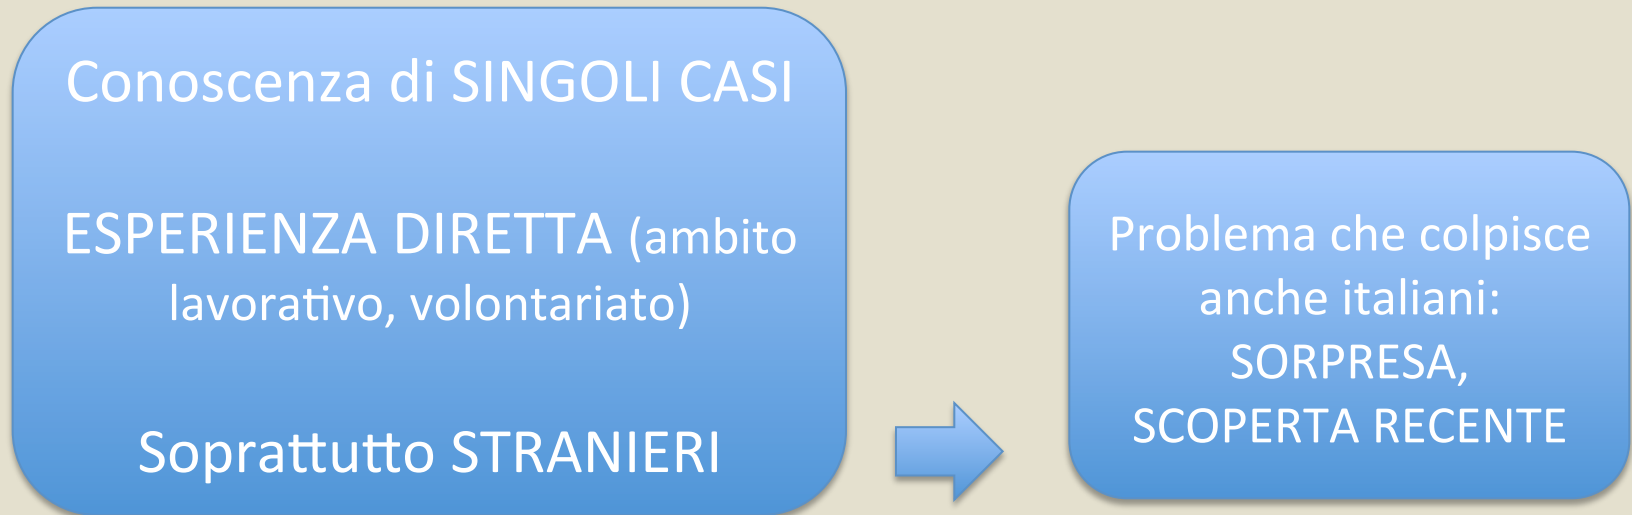 Conoscenza di SINGOLI CASI
ESPERIENZA DIRETTA (ambito
lavorativo, volontariato)
Soprattutto STRANIERI
Problema che colpisce
anche italiani:
SORPRESA,
SCOPERTA RECENTE